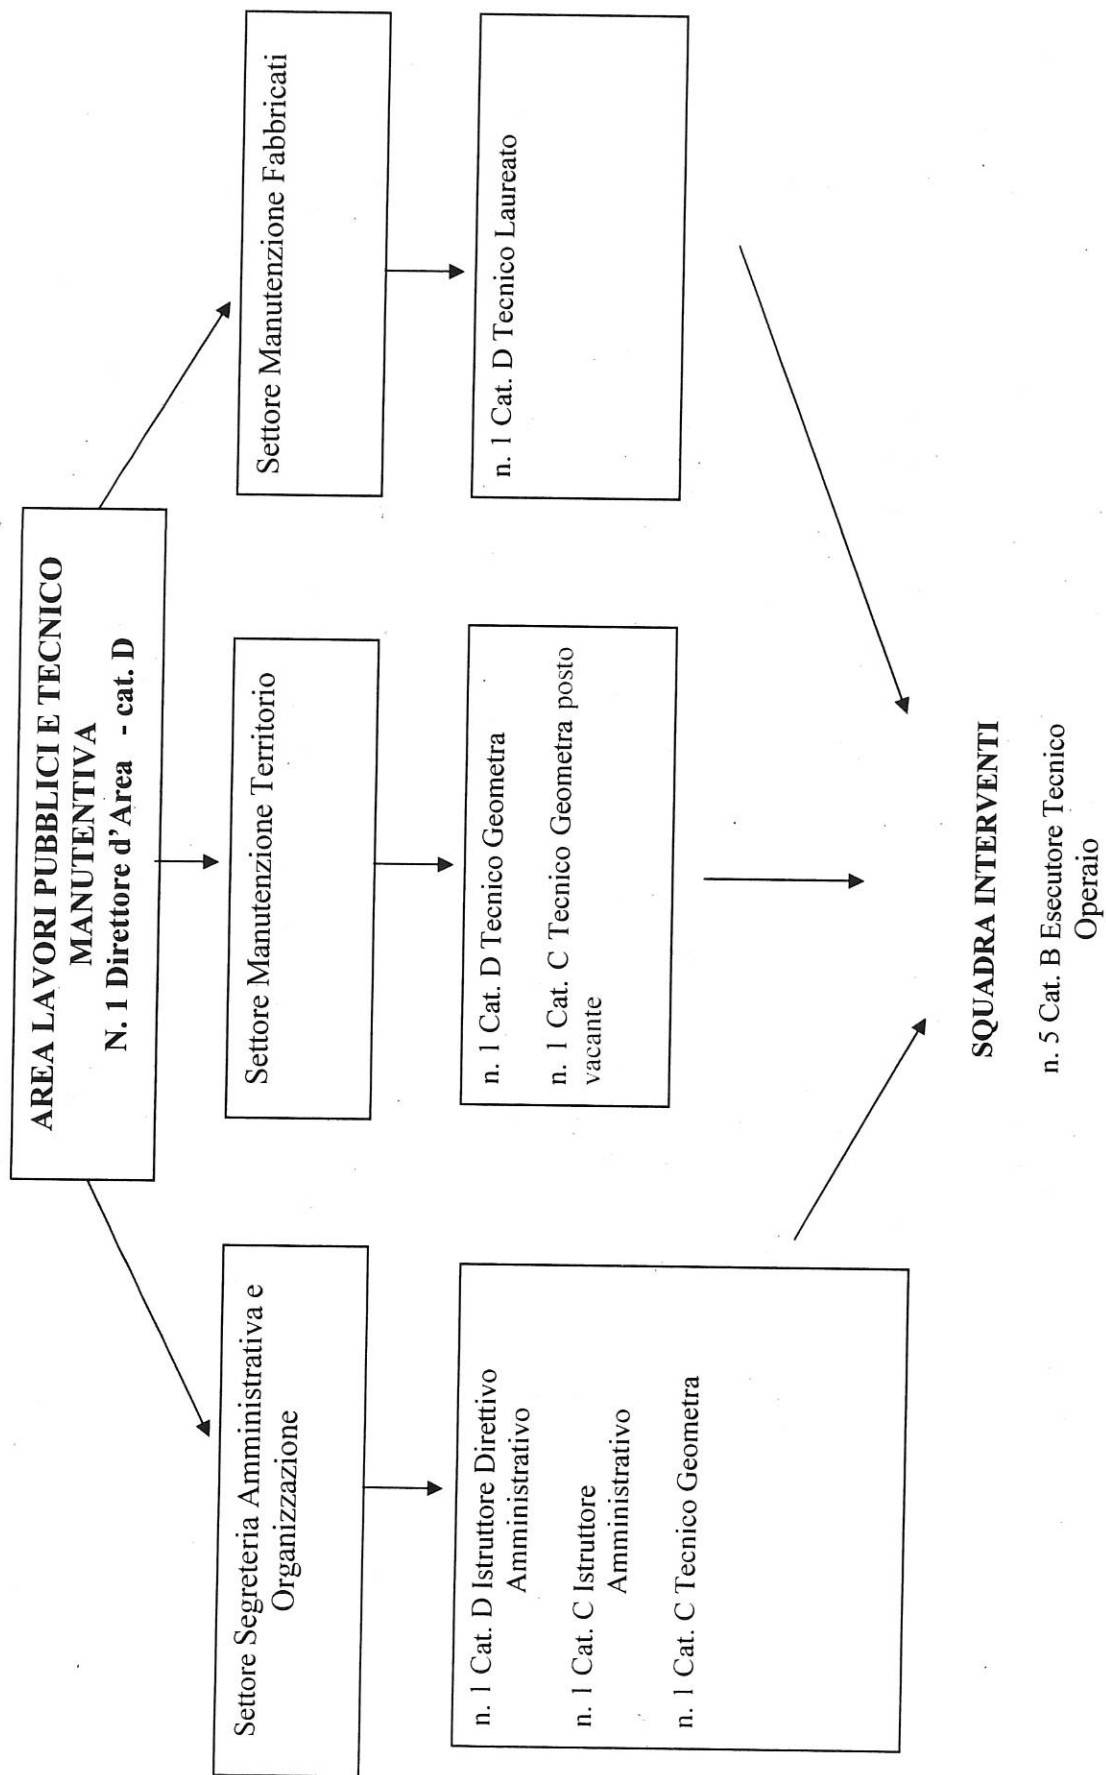 AREA LAVORI PUBBLICI E TECNICO
MANUTENTIVA
N. 1 Direttore d'Area - cat. D
Settore Segreteria Amministrativa e
Organizzazione
Settore Manutenzione Territorio
Settore Manutenzione Fabbricati
n. 1 Cat. D Istruttore Direttivo
Amministrativo
n. 1 Cat. C Istruttore
Amministrativo
n. 1 Cat. C Tecnico Geometra
n. 1 Cat. D Tecnico Geometra
n. 1 Cat. C Tecnico Geometra posto
vacante
n. 1 Cat. D Tecnico Laureato
SQUADRA INTERVENTI
n. 5 Cat. B Esecutore Tecnico
Operaio